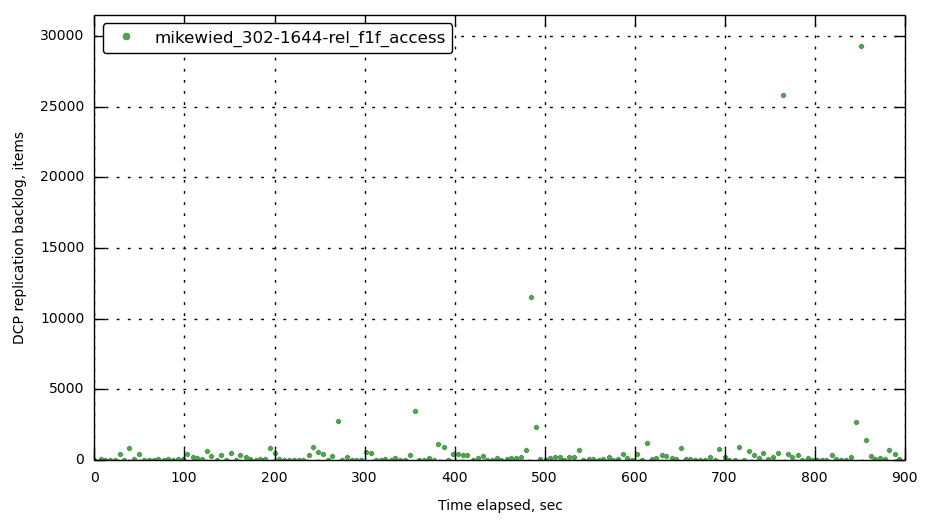 mikewied_302-1644-rel_f1f_access
30000
25000
20000
15000
10000
5000
0
DCP replication backlog, items
0 100 200 300 400 500 600 700 800 900
Time elapsed, sec